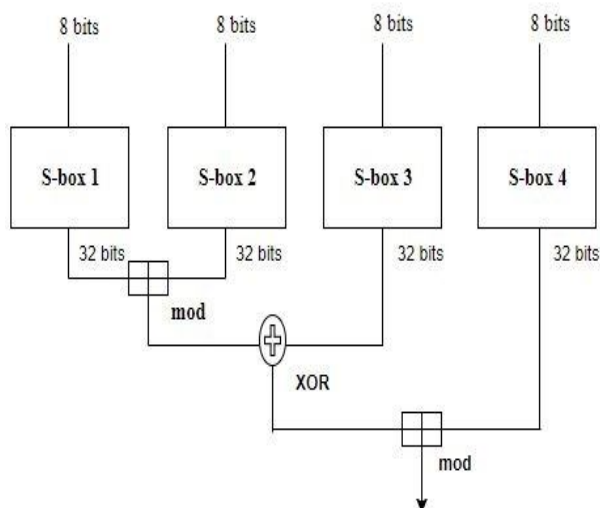 8 bits 8 bits 8 bits 8 bits
S-box 1 S-box 2 S-box 3 S-box 4
32 bits 32 bits 32 bits 32 bits
mod
XOR
mod